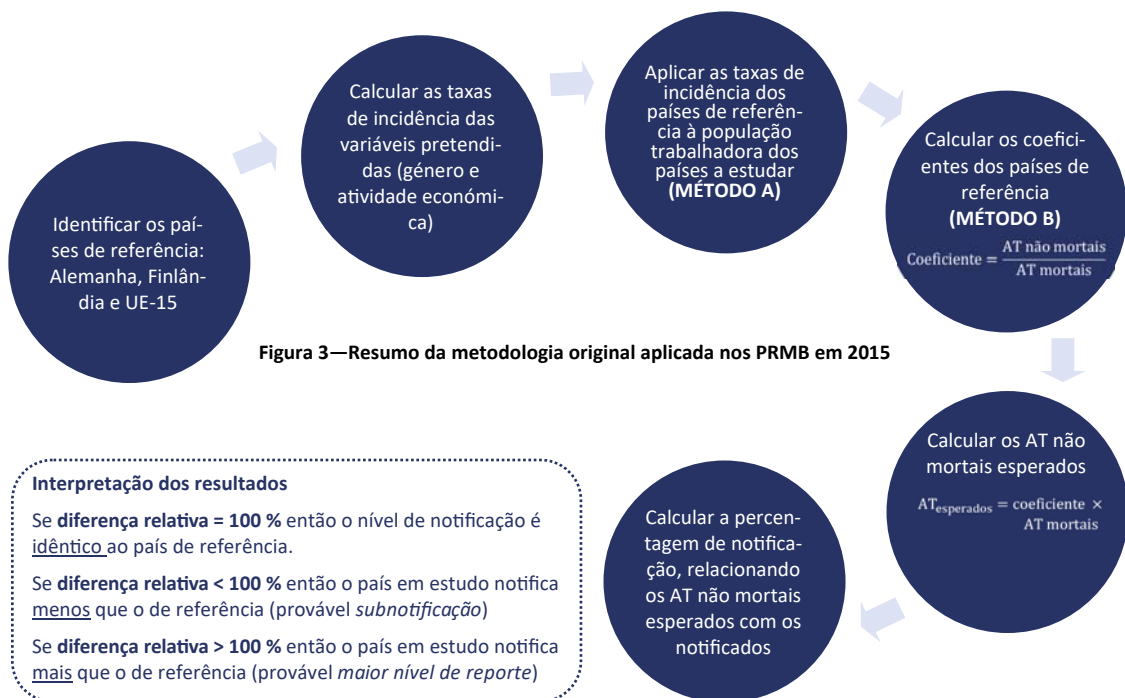 Identificar os paí-
ses de referência:
Alemanha, Finlân-
dia e UE-15
Calcular as taxas
de incidência das
variáveis pretendi-
das (género e
atividade económi-
ca)
Aplicar as taxas de
incidência dos
países de referên-
cia à população
trabalhadora dos
países a estudar
(MÉTODO A)
Calcular os coefici-
entes dos países de
referência
(MÉTODO B)
Coeficiente = AT não mortais / AT mortais
Figura 3—Resumo da metodologia original aplicada nos PRMB em 2015
Calcular os AT não
mortais esperados
ATesperados = coeficiente ×
AT mortais
Calcular a percen-
tagem de notifica-
ção, relacionando
os AT não mortais
esperados com os
notificados
Interpretação dos resultados
Se diferença relativa = 100 % então o nível de notificação é
idêntico ao país de referência.
Se diferença relativa < 100 % então o país em estudo notifica
menos que o de referência (provável subnotificação)
Se diferença relativa > 100 % então o país em estudo notifica
mais que o de referência (provável maior nível de reporte)